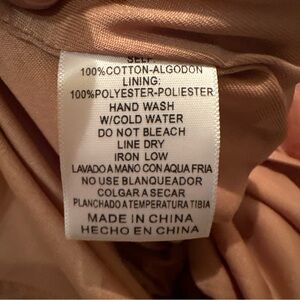 SELF
100%COTTON-ALGODON
LINING:
100%POLYESTER-POLIESTER
HAND WASH
W/COLD WATER
DO NOT BLEACH
LINE DRY
IRON LOW
LAVADO A MANO CON AQUA FRIA
NO USE BLANQUEADOR
COLGAR A SECAR
PLANCHADO A TEMPERATURA TIBIA
MADE IN CHINA
HECHO EN CHINA